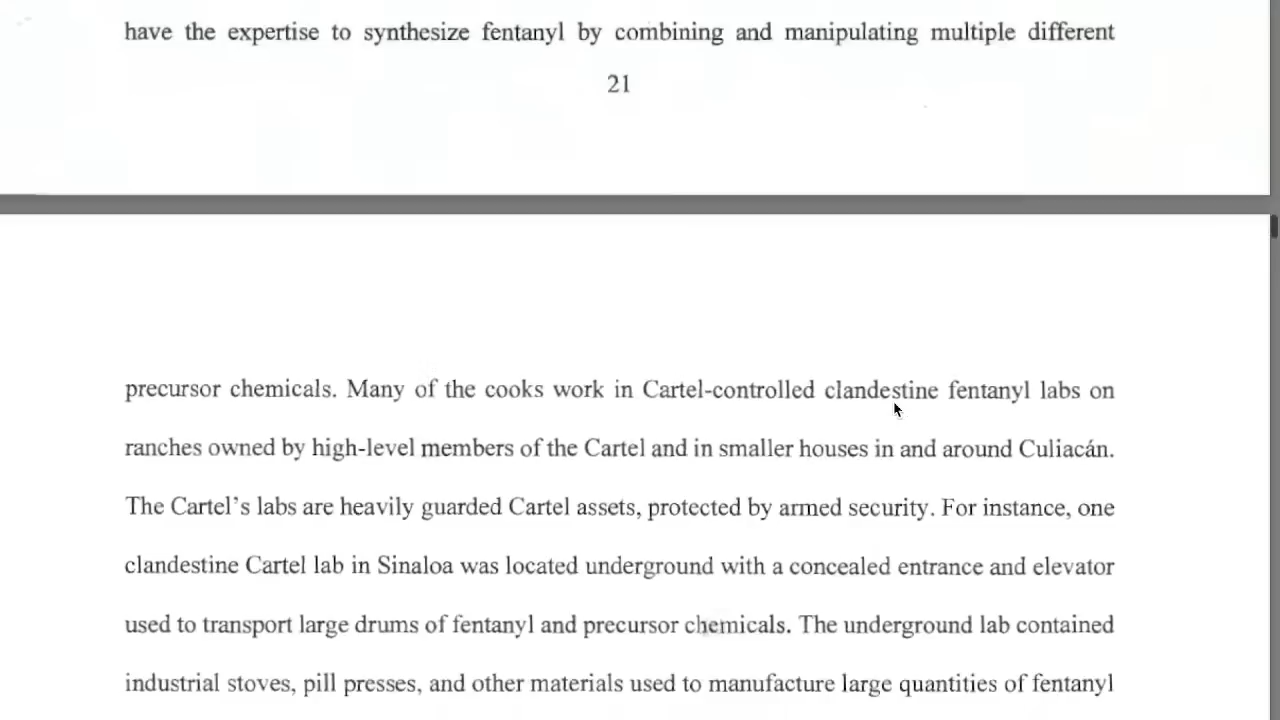 have the expertise to synthesize fentanyl by combining and manipulating multiple different
21
precursor chemicals. Many of the cooks work in Cartel-controlled clandestine fentanyl labs on
ranches owned by high-level members of the Cartel and in smaller houses in and around Culiacán.
The Cartel’s labs are heavily guarded Cartel assets, protected by armed security. For instance, one
clandestine Cartel lab in Sinaloa was located underground with a concealed entrance and elevator
used to transport large drums of fentanyl and precursor chemicals. The underground lab contained
industrial stoves, pill presses, and other materials used to manufacture large quantities of fentanyl